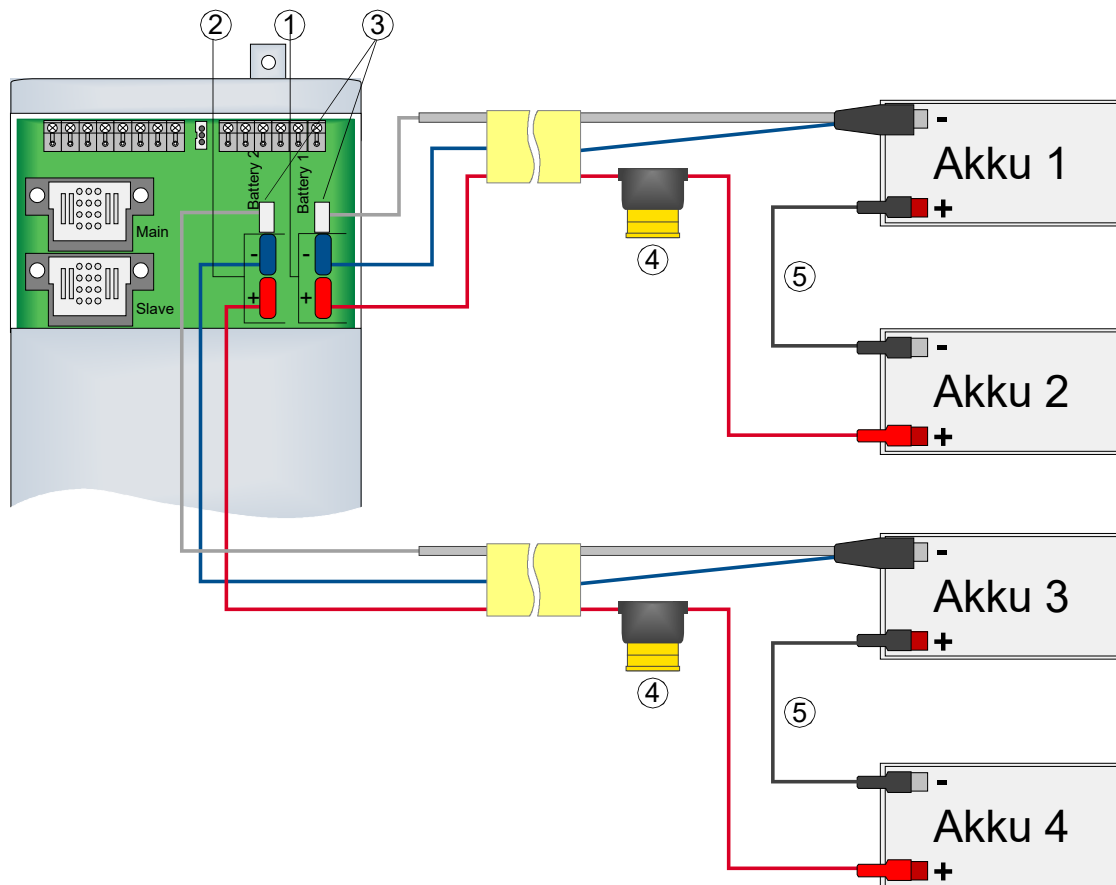 ② ① ③
Battery 2
Battery 1
Main
Slave
-
-
+
+
-
Akku 1
+
④
⑤
-
Akku 2
+
-
Akku 3
+
④
⑤
-
Akku 4
+